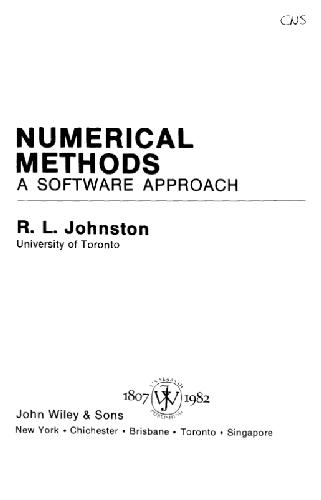 CNS
NUMERICAL
METHODS
A SOFTWARE APPROACH
R. L. Johnston
University of Toronto
1807 1982
John Wiley & Sons
New York • Chichester • Brisbane • Toronto • Singapore